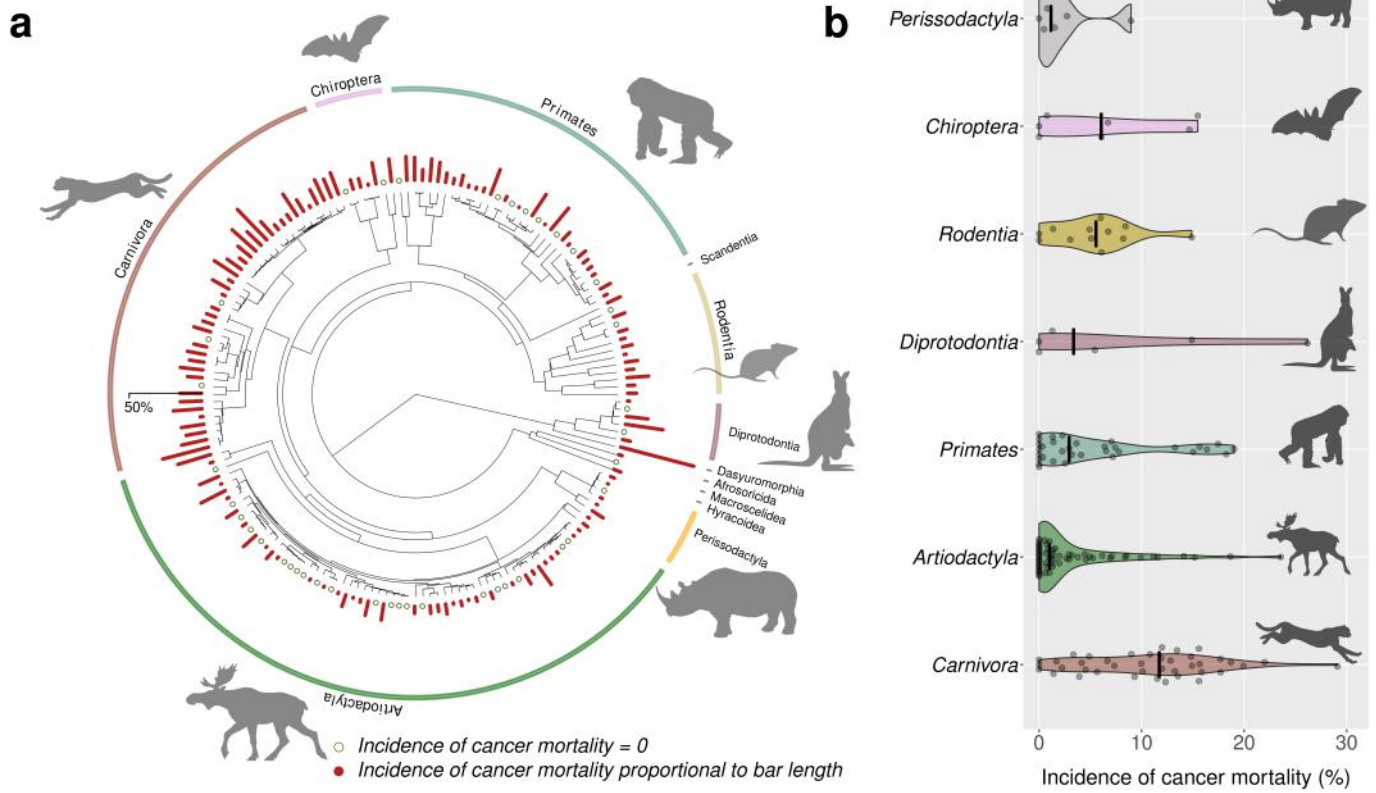 a
Chiroptera
Primates
Carnivora
Scandentia
Rodentia
50%
Diprotodontia
Dasyuromorphia
Afrosoricida
Macroscelidea
Hyracoidea
Perissodactyla
Artiodactyla
Incidence of cancer mortality = 0
Incidence of cancer mortality proportional to bar length
b
Perissodactyla
Chiroptera
Rodentia
Diprotodontia
Primates
Artiodactyla
Carnivora
0 10 20 30
Incidence of cancer mortality (%)